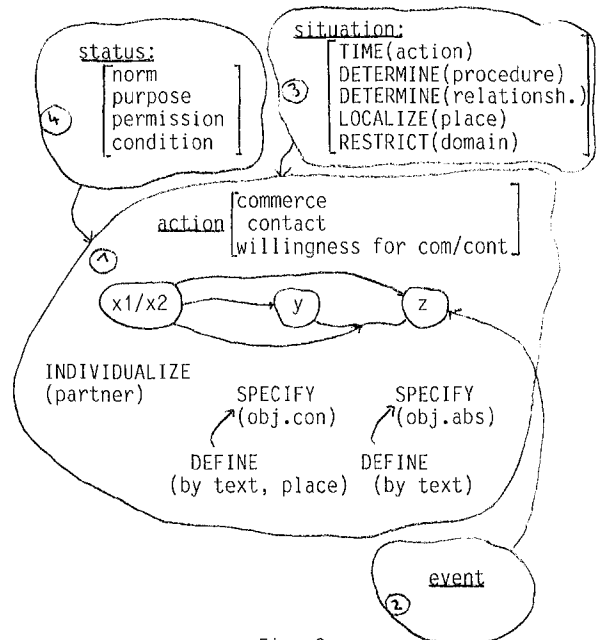 status:
norm
purpose
permission
condition
4
situation:
TIME(action)
DETERMINE(procedure)
DETERMINE(relationsh.)
LOCALIZE(place)
RESTRICT(domain)
3
action
commerce
contact
willingness for com/cont
1
x1/x2
y
z
INDIVIDUALIZE
(partner)
SPECIFY
(obj.con)
SPECIFY
(obj.abs)
DEFINE
(by text, place)
DEFINE
(by text)
event
2